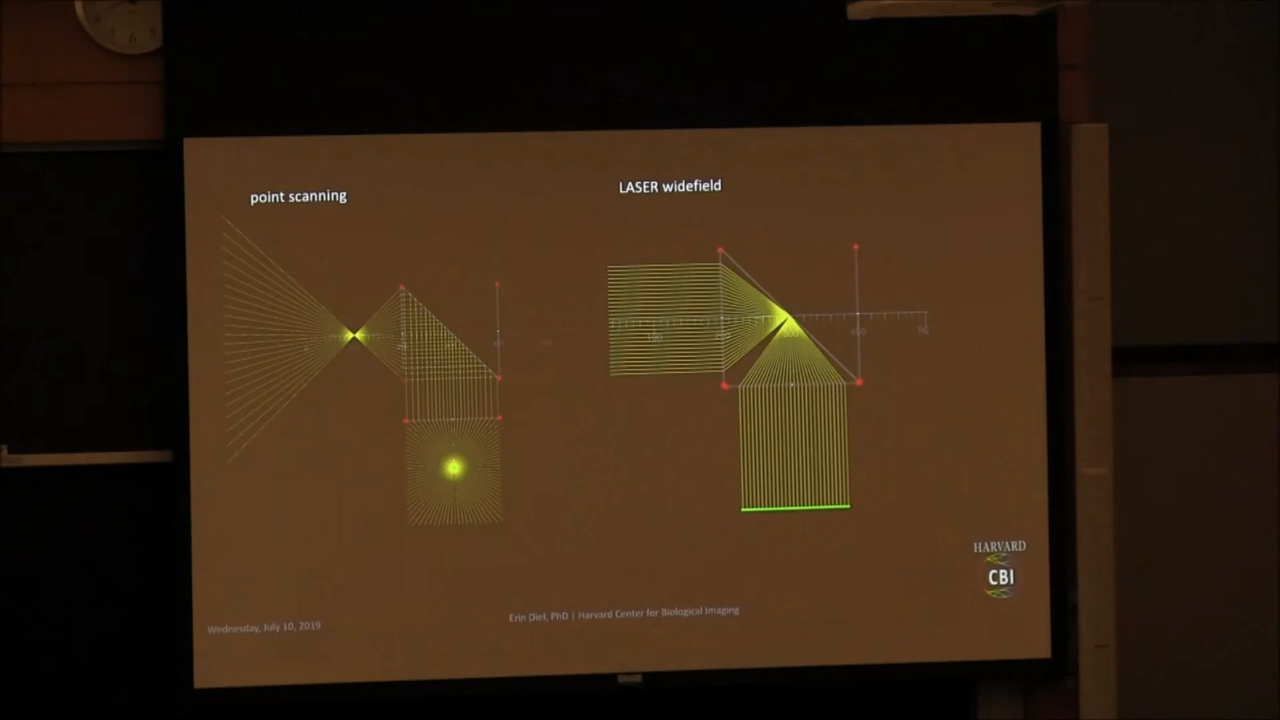 point scanning
LASER widefield
HARVARD
CBI
Erin Diel, PhD | Harvard Center for Biological Imaging
Wednesday, July 10, 2019